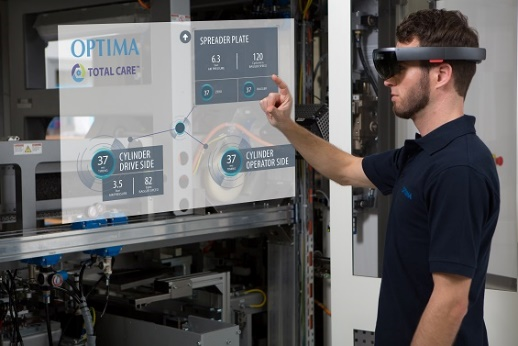 OPTIMA
TOTAL CARE™
SPREADER PLATE
6.3
120
37
37
37
CYLINDER
DRIVE SIDE
3.5
82
37
CYLINDER
OPERATOR SIDE